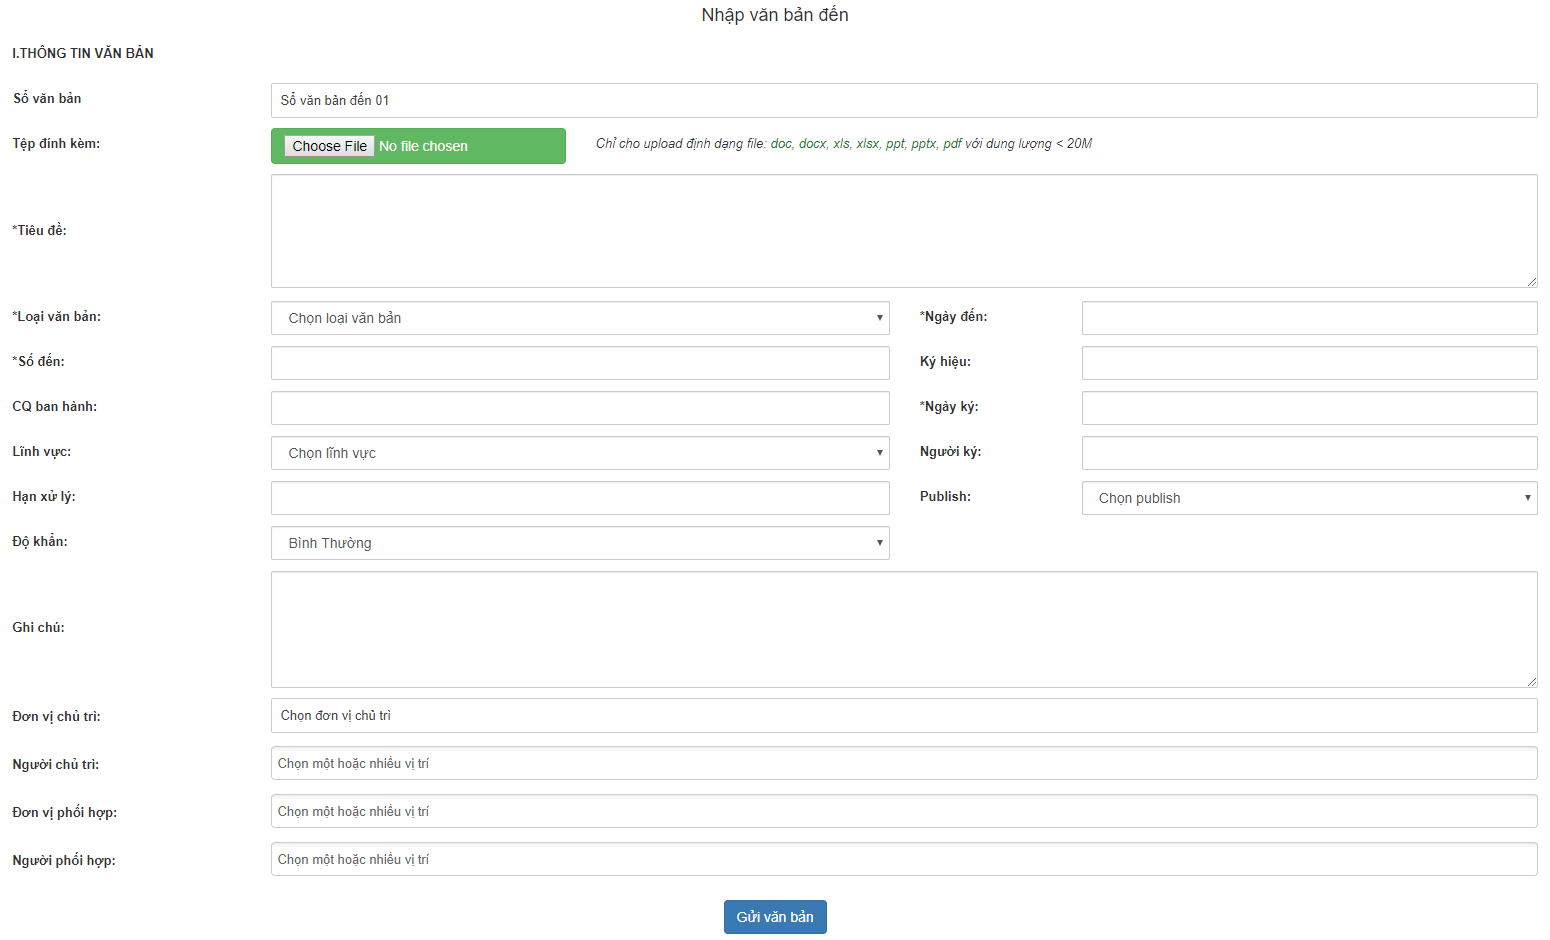 Nhập văn bản đến
I.THÔNG TIN VĂN BẢN
Sổ văn bản
Sổ văn bản đến 01
Tệp đính kèm:
Choose File No file chosen
Chỉ cho upload định dạng file: doc, docx, xls, xlsx, ppt, pptx, pdf với dung lượng < 20M
*Tiêu đề:
*Loại văn bản:
Chọn loại văn bản
*Ngày đến:
*Số đến:
Ký hiệu:
CQ ban hành:
*Ngày ký:
Lĩnh vực:
Chọn lĩnh vực
Người ký:
Hạn xử lý:
Publish:
Chọn publish
Độ khẩn:
Bình Thường
Ghi chú:
Đơn vị chủ trì:
Chọn đơn vị chủ trì
Người chủ trì:
Chọn một hoặc nhiều vị trí
Đơn vị phối hợp:
Chọn một hoặc nhiều vị trí
Người phối hợp:
Chọn một hoặc nhiều vị trí
Gửi văn bản